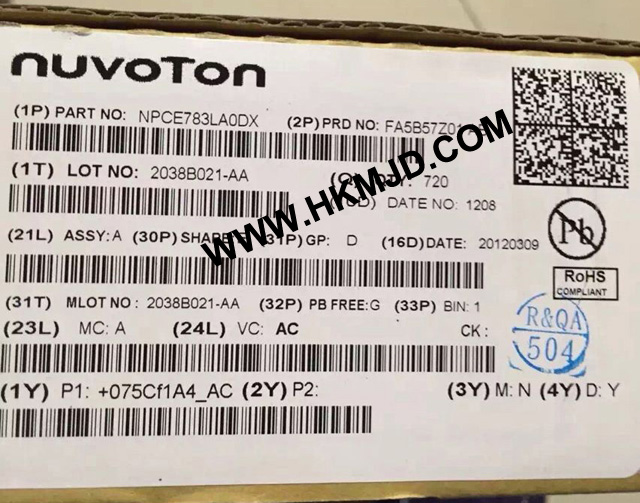 nuvoTon
(1P) PART NO: NPCE783LA0DX (2P) PRD NO: FA5B57Z01
(1T) LOT NO: 2038B021-AA 720
DATE NO: 1208
(21L) ASSY: A (30P) GP: D (16D) DATE: 20120309
(31T) MLOT NO: 2038B021-AA (32P) PB FREE: G (33P) BIN: 1
(23L) MC: A (24L) VC: AC CK:
(1Y) P1: +075Cf1A4_AC (2Y) P2: (3Y) M: N (4Y) D: Y
Pb
RoHS
COMPLIANT
R&QA
504
WWW.HKMJD.COM